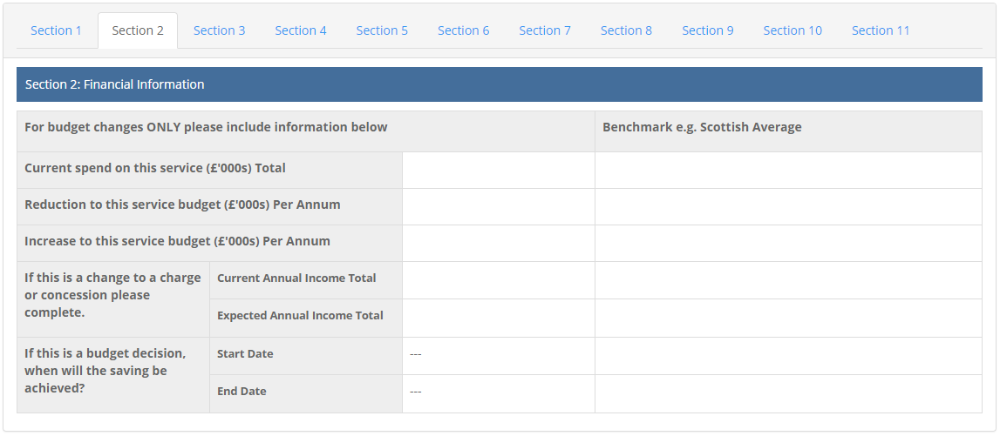 Section 1 Section 2 Section 3 Section 4 Section 5 Section 6 Section 7 Section 8 Section 9 Section 10 Section 11
Section 2: Financial Information
For budget changes ONLY please include information below Benchmark e.g. Scottish Average
Current spend on this service (£'000s) Total
Reduction to this service budget (£'000s) Per Annum
Increase to this service budget (£'000s) Per Annum
If this is a change to a charge
or concession please
complete.
Current Annual Income Total
Expected Annual Income Total
If this is a budget decision,
when will the saving be
achieved?
Start Date ---
End Date ---